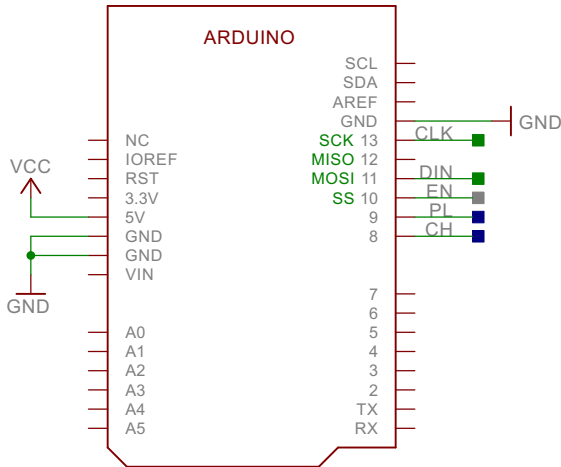 ARDUINO
SCL
SDA
AREF
GND
GND
SCK 13 CLK
MISO 12
MOSI 11 DIN
SS 10 EN
9 PL
8 CH
7
6
5
4
3
2
TX
RX
NC
IOREF
RST
3.3V
5V
GND
GND
VIN
VCC
GND
A0
A1
A2
A3
A4
A5